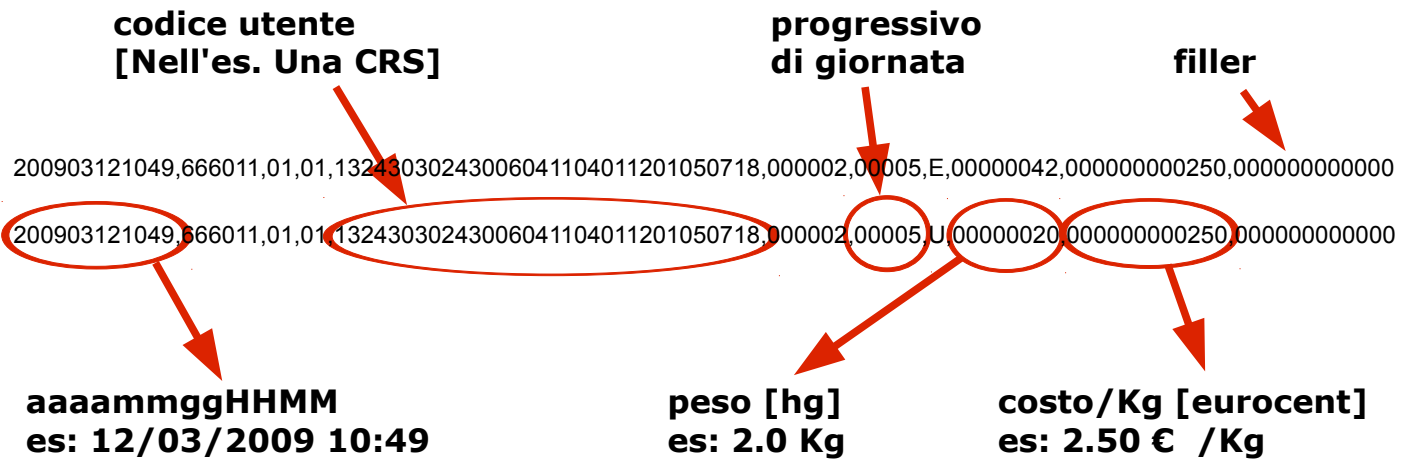 codice utente
[Nell'es. Una CRS]
progressivo
di giornata
filler
200903121049,666011,01,01,13243030243006041104011201050718,000002,00005,E,00000042,000000000250,000000000000
200903121049,666011,01,01,13243030243006041104011201050718,000002,00005,U,00000020,000000000250,000000000000
aaaammggHHMM
es: 12/03/2009 10:49
peso [hg]
es: 2.0 Kg
costo/Kg [eurocent]
es: 2.50 € /Kg